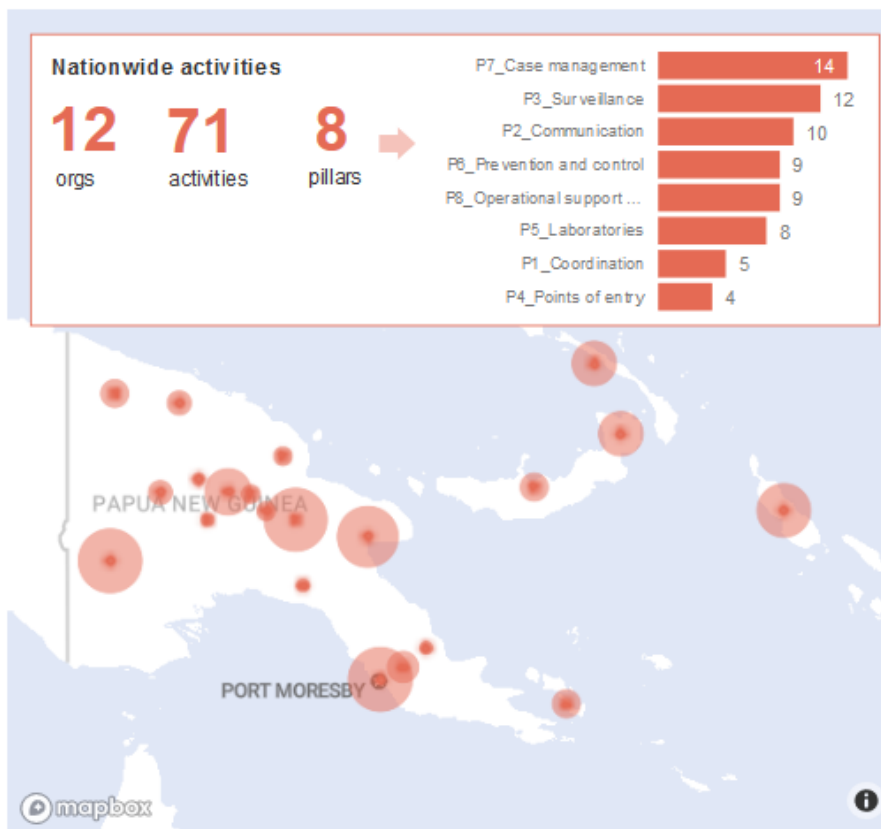 Nationwide activities
12
orgs
71
activities
8
pillars
P7_Case management
14
P3_Surveillance
12
P2_Communication
10
P6_Prevention and control
9
P8_Operational support ...
9
P5_Laboratories
8
P1_Coordination
5
P4_Points of entry
4
PAPUA NEW GUINEA
PORT MORESBY
mapbox
i